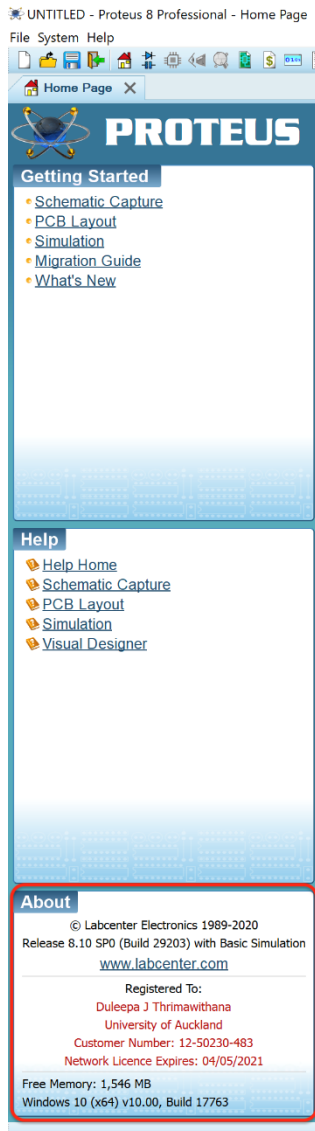 UNTITLED - Proteus 8 Professional - Home Page
File System Help
Home Page X
PROTEUS
Getting Started
Schematic Capture
PCB Layout
Simulation
Migration Guide
What's New
Help
Help Home
Schematic Capture
PCB Layout
Simulation
Visual Designer
About
© Labcenter Electronics 1989-2020
Release 8.10 SP0 (Build 29203) with Basic Simulation
www.labcenter.com
Registered To:
Duleepa J Thrimawithana
University of Auckland
Customer Number: 12-50230-483
Network Licence Expires: 04/05/2021
Free Memory: 1,546 MB
Windows 10 (x64) v10.00, Build 17763